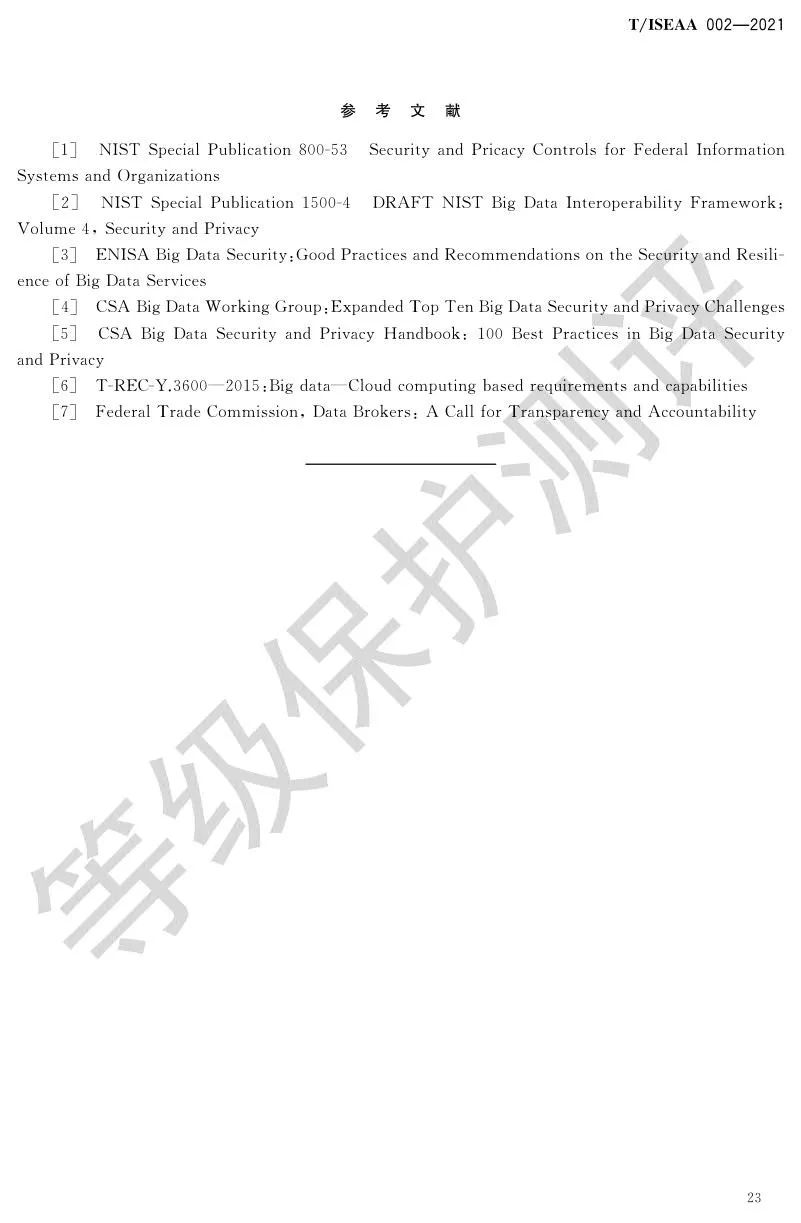 T/ISEAA 002—2021
参 考 文 献
[1] NIST Special Publication 800-53 Security and Pricacy Controls for Federal Information
Systems and Organizations
[2] NIST Special Publication 1500-4 DRAFT NIST Big Data Interoperability Framework:
Volume 4, Security and Privacy
[3] ENISA Big Data Security:Good Practices and Recommendations on the Security and Resili-
ence of Big Data Services
[4] CSA Big Data Working Group:Expanded Top Ten Big Data Security and Privacy Challenges
[5] CSA Big Data Security and Privacy Handbook: 100 Best Practices in Big Data Security
and Privacy
[6] T-REC-Y.3600—2015:Big data—Cloud computing based requirements and capabilities
[7] Federal Trade Commission, Data Brokers: A Call for Transparency and Accountability
等级保护测评
23